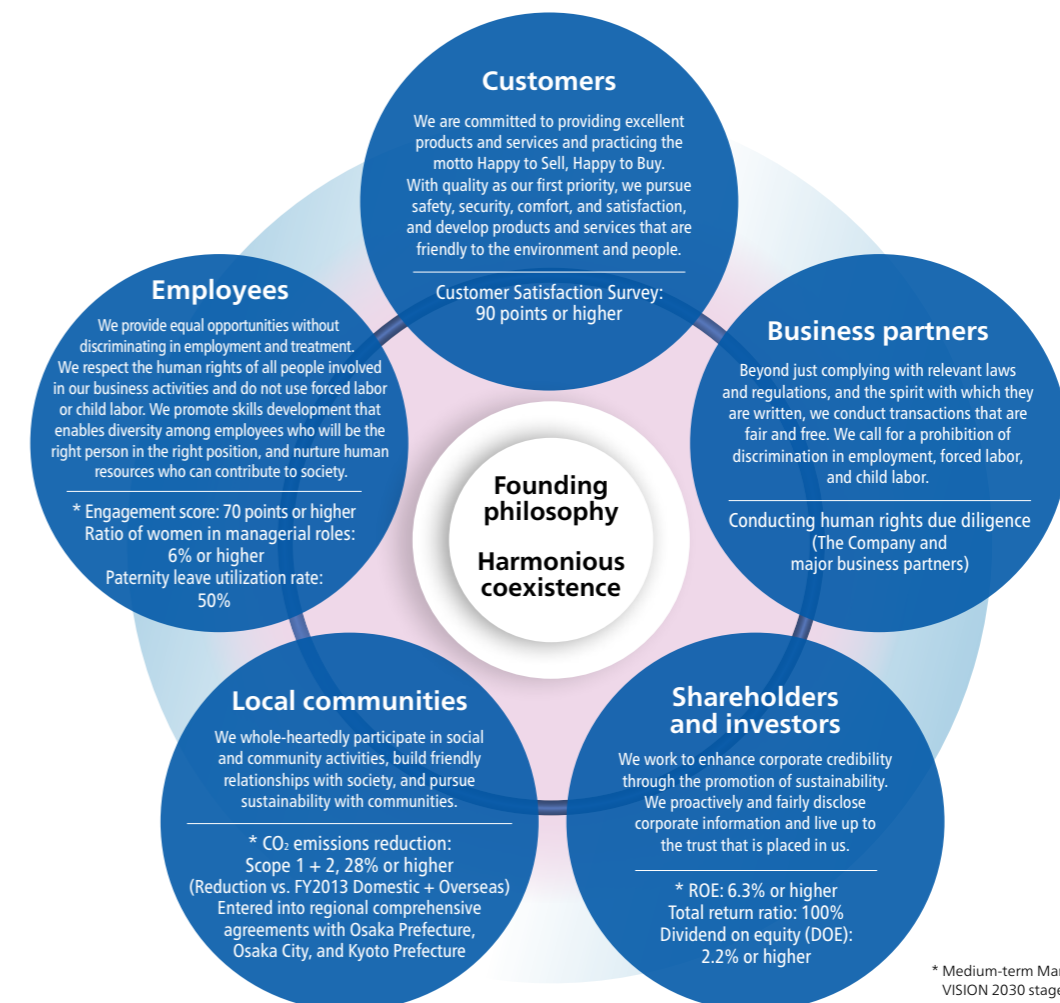 Customers
We are committed to providing excellent
products and services and practicing the
motto Happy to Sell, Happy to Buy.
With quality as our first priority, we pursue
safety, security, comfort, and satisfaction,
and develop products and services that are
friendly to the environment and people.
Customer Satisfaction Survey:
90 points or higher
Employees
We provide equal opportunities without
discriminating in employment and treatment.
We respect the human rights of all people involved
in our business activities and do not use forced labor
or child labor. We promote skills development that
enables diversity among employees who will be the
right person in the right position, and nurture human
resources who can contribute to society.
* Engagement score: 70 points or higher
Ratio of women in managerial roles:
6% or higher
Paternity leave utilization rate:
50%
Business partners
Beyond just complying with relevant laws
and regulations, and the spirit with which they
are written, we conduct transactions that are
fair and free. We call for a prohibition of
discrimination in employment, forced labor,
and child labor.
Conducting human rights due diligence
(The Company and
major business partners)
Founding
philosophy
Harmonious
coexistence
Local communities
We whole-heartedly participate in social
and community activities, build friendly
relationships with society, and pursue
sustainability with communities.
* CO₂ emissions reduction:
Scope 1 + 2, 28% or higher
(Reduction vs. FY2013 Domestic + Overseas)
Entered into regional comprehensive
agreements with Osaka Prefecture,
Osaka City, and Kyoto Prefecture
Shareholders
and investors
We work to enhance corporate credibility
through the promotion of sustainability.
We proactively and fairly disclose
corporate information and live up to
the trust that is placed in us.
* ROE: 6.3% or higher
Total return ratio: 100%
Dividend on equity (DOE):
2.2% or higher
* Medium-term
VISION 2030